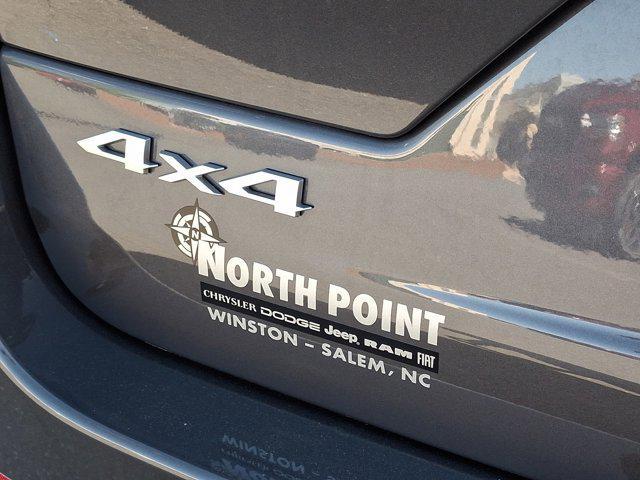 4x4
N
NORTH POINT
CHRYSLER DODGE Jeep RAM FIAT
WINSTON - SALEM, NC